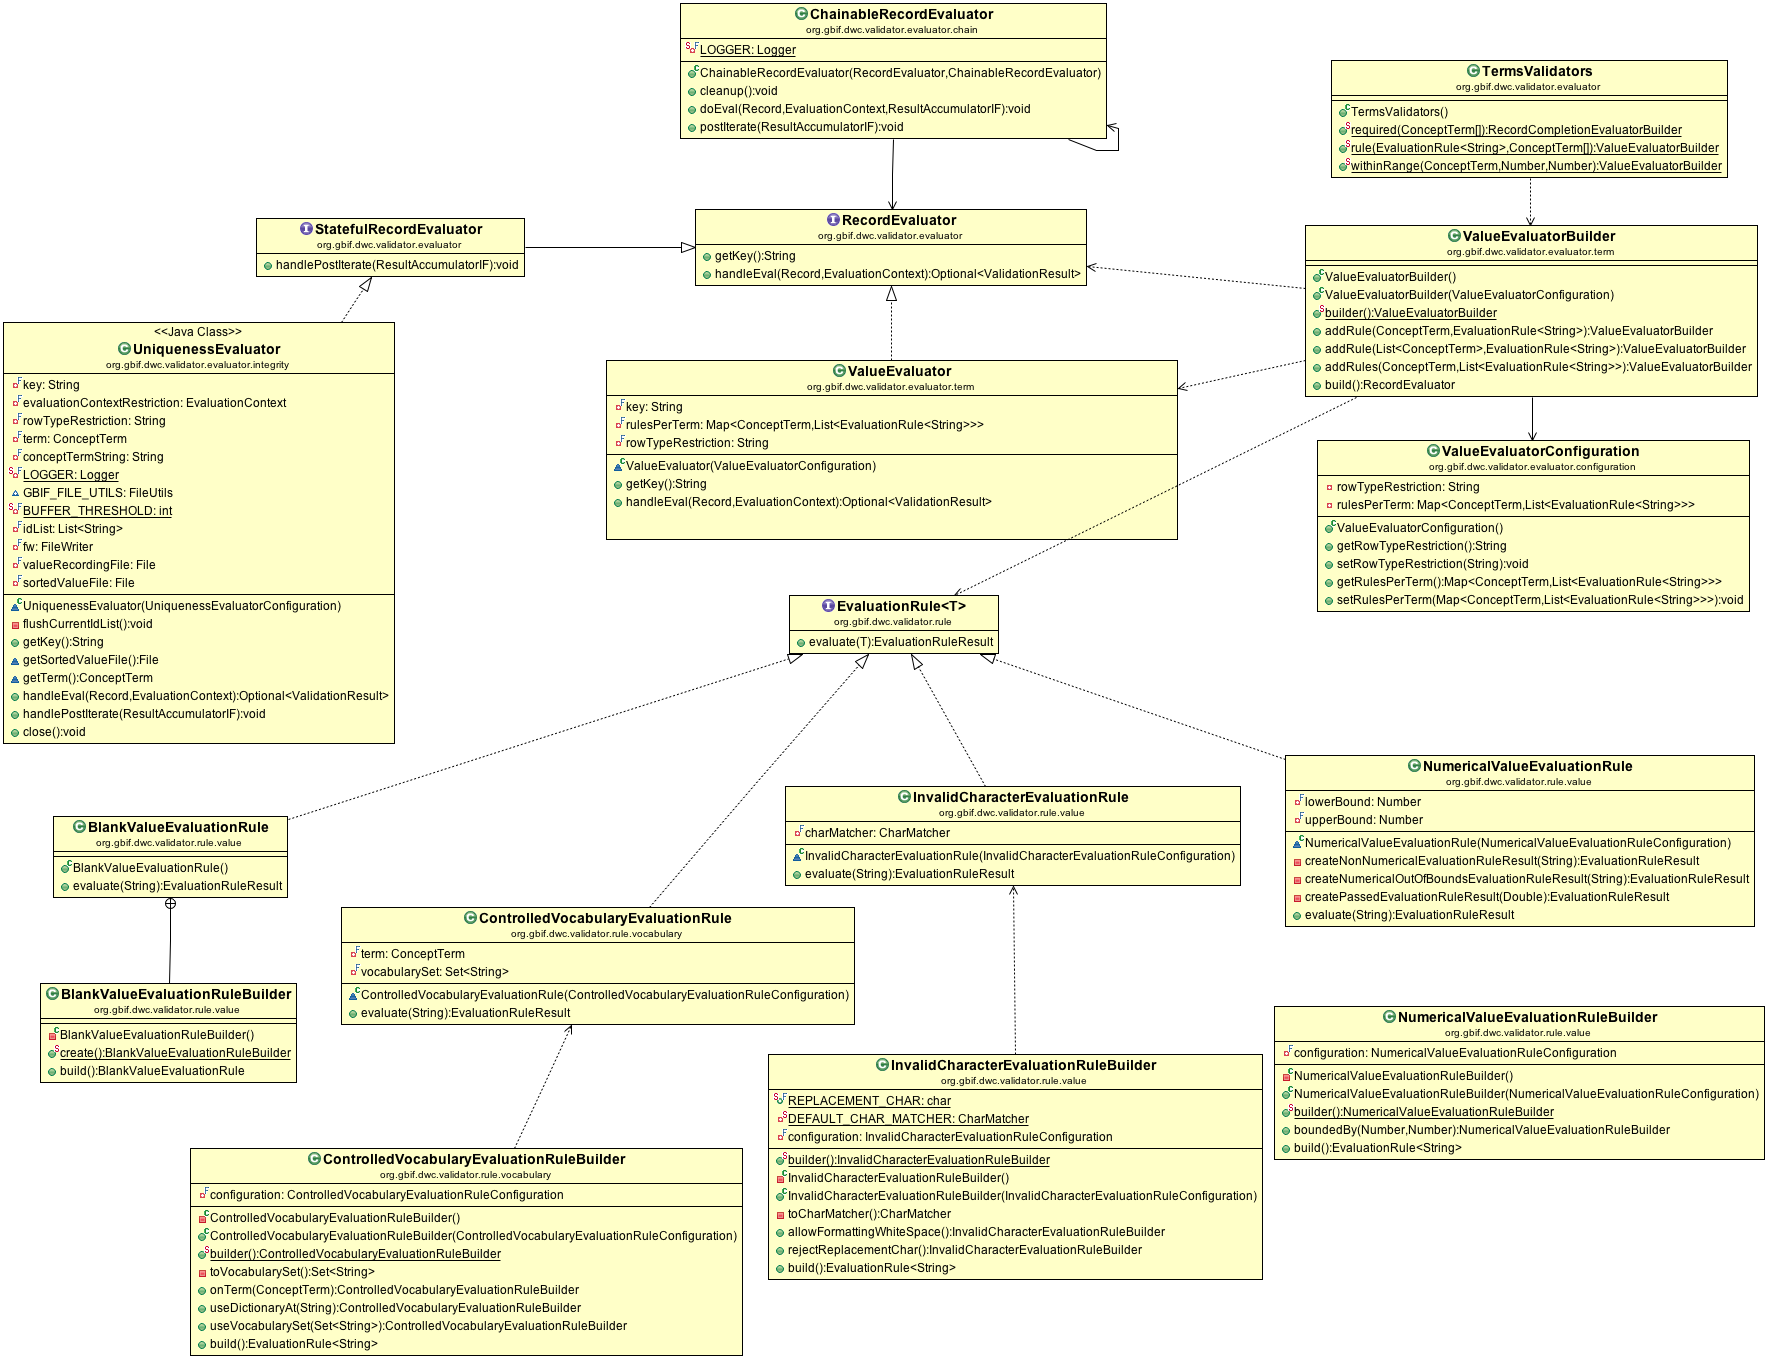 ChainableRecordEvaluator
org.gbif.dwc.validator.evaluator.chain
LOGGER: Logger
ChainableRecordEvaluator(RecordEvaluator,ChainableRecordEvaluator)
cleanup():void
doEval(Record,EvaluationContext,ResultAccumulatorIF):void
postIterate(ResultAccumulatorIF):void
TermsValidators
org.gbif.dwc.validator.evaluator
TermsValidators()
required(ConceptTerm[]):RecordCompletionEvaluatorBuilder
rule(EvaluationRule<String>,ConceptTerm[]):ValueEvaluatorBuilder
withinRange(ConceptTerm,Number,Number):ValueEvaluatorBuilder
StatefulRecordEvaluator
org.gbif.dwc.validator.evaluator
handlePostIterate(ResultAccumulatorIF):void
RecordEvaluator
org.gbif.dwc.validator.evaluator
getKey():String
handleEval(Record,EvaluationContext):Optional<ValidationResult>
ValueEvaluatorBuilder
org.gbif.dwc.validator.evaluator.term
ValueEvaluatorBuilder()
ValueEvaluatorBuilder(ValueEvaluatorConfiguration)
builder():ValueEvaluatorBuilder
addRule(ConceptTerm,EvaluationRule<String>):ValueEvaluatorBuilder
addRule(List<ConceptTerm>,EvaluationRule<String>):ValueEvaluatorBuilder
addRules(ConceptTerm,List<EvaluationRule<String>>):ValueEvaluatorBuilder
build():RecordEvaluator
<<Java Class>>
UniquenessEvaluator
org.gbif.dwc.validator.evaluator.integrity
key: String
evaluationContextRestriction: EvaluationContext
rowTypeRestriction: String
term: ConceptTerm
conceptTermString: String
LOGGER: Logger
GBIF_FILE_UTILS: FileUtils
BUFFER_THRESHOLD: int
idList: List<String>
fw: FileWriter
valueRecordingFile: File
sortedValueFile: File
UniquenessEvaluator(UniquenessEvaluatorConfiguration)
flushCurrentIdList():void
getKey():String
getSortedValueFile():File
getTerm():ConceptTerm
handleEval(Record,EvaluationContext):Optional<ValidationResult>
handlePostIterate(ResultAccumulatorIF):void
close():void
ValueEvaluator
org.gbif.dwc.validator.evaluator.term
key: String
rulesPerTerm: Map<ConceptTerm,List<EvaluationRule<String>>>
rowTypeRestriction: String
ValueEvaluator(ValueEvaluatorConfiguration)
getKey():String
handleEval(Record,EvaluationContext):Optional<ValidationResult>
ValueEvaluatorConfiguration
org.gbif.dwc.validator.evaluator.configuration
rowTypeRestriction: String
rulesPerTerm: Map<ConceptTerm,List<EvaluationRule<String>>>
ValueEvaluatorConfiguration()
getRowTypeRestriction():String
setRowTypeRestriction(String):void
getRulesPerTerm():Map<ConceptTerm,List<EvaluationRule<String>>>
setRulesPerTerm(Map<ConceptTerm,List<EvaluationRule<String>>>):void
EvaluationRule<T>
org.gbif.dwc.validator.rule
evaluate(T):EvaluationRuleResult
BlankValueEvaluationRule
org.gbif.dwc.validator.rule.value
BlankValueEvaluationRule()
evaluate(String):EvaluationRuleResult
InvalidCharacterEvaluationRule
org.gbif.dwc.validator.rule.value
charMatcher: CharMatcher
InvalidCharacterEvaluationRule(InvalidCharacterEvaluationRuleConfiguration)
evaluate(String):EvaluationRuleResult
NumericalValueEvaluationRule
org.gbif.dwc.validator.rule.value
lowerBound: Number
upperBound: Number
NumericalValueEvaluationRule(NumericalValueEvaluationRuleConfiguration)
createNonNumericalEvaluationRuleResult(String):EvaluationRuleResult
createNumericalOutOfBoundsEvaluationRuleResult(String):EvaluationRuleResult
createPassedEvaluationRuleResult(Double):EvaluationRuleResult
evaluate(String):EvaluationRuleResult
ControlledVocabularyEvaluationRule
org.gbif.dwc.validator.rule.vocabulary
term: ConceptTerm
vocabularySet: Set<String>
ControlledVocabularyEvaluationRule(ControlledVocabularyEvaluationRuleConfiguration)
evaluate(String):EvaluationRuleResult
BlankValueEvaluationRuleBuilder
org.gbif.dwc.validator.rule.value
BlankValueEvaluationRuleBuilder()
create():BlankValueEvaluationRuleBuilder
build():BlankValueEvaluationRule
NumericalValueEvaluationRuleBuilder
org.gbif.dwc.validator.rule.value
configuration: NumericalValueEvaluationRuleConfiguration
NumericalValueEvaluationRuleBuilder()
NumericalValueEvaluationRuleBuilder(NumericalValueEvaluationRuleConfiguration)
builder():NumericalValueEvaluationRuleBuilder
boundedBy(Number,Number):NumericalValueEvaluationRuleBuilder
build():EvaluationRule<String>
InvalidCharacterEvaluationRuleBuilder
org.gbif.dwc.validator.rule.value
REPLACEMENT_CHAR: char
DEFAULT_CHAR_MATCHER: CharMatcher
configuration: InvalidCharacterEvaluationRuleConfiguration
builder():InvalidCharacterEvaluationRuleBuilder
InvalidCharacterEvaluationRuleBuilder()
InvalidCharacterEvaluationRuleBuilder(InvalidCharacterEvaluationRuleConfiguration)
toCharMatcher():CharMatcher
allowFormattingWhiteSpace():InvalidCharacterEvaluationRuleBuilder
rejectReplacementChar():InvalidCharacterEvaluationRuleBuilder
build():EvaluationRule<String>
ControlledVocabularyEvaluationRuleBuilder
org.gbif.dwc.validator.rule.vocabulary
configuration: ControlledVocabularyEvaluationRuleConfiguration
ControlledVocabularyEvaluationRuleBuilder()
ControlledVocabularyEvaluationRuleBuilder(ControlledVocabularyEvaluationRuleConfiguration)
builder():ControlledVocabularyEvaluationRuleBuilder
toVocabularySet():Set<String>
onTerm(ConceptTerm):ControlledVocabularyEvaluationRuleBuilder
useDictionaryAt(String):ControlledVocabularyEvaluationRuleBuilder
useVocabularySet(Set<String>):ControlledVocabularyEvaluationRuleBuilder
build():EvaluationRule<String>